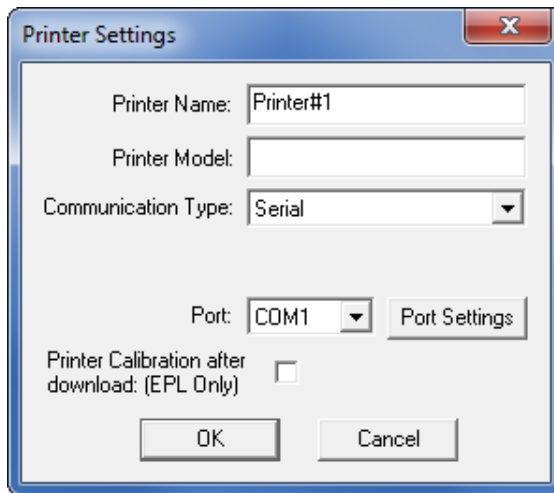 Printer Settings
Printer Name: Printer#1
Printer Model:
Communication Type: Serial
Port: COM1 Port Settings
Printer Calibration after
download: (EPL Only)
OK Cancel